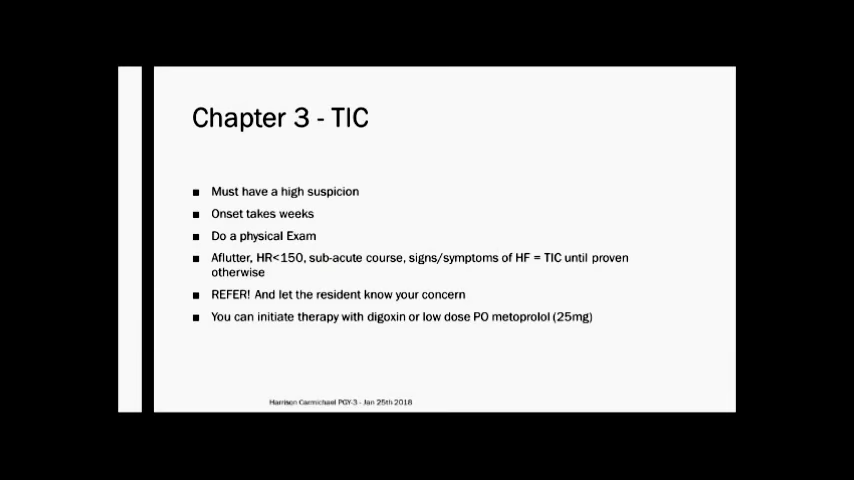 Chapter 3 - TIC
■ Must have a high suspicion
■ Onset takes weeks
■ Do a physical Exam
■ Aflutter, HR<150, sub-acute course, signs/symptoms of HF = TIC until proven
otherwise
■ REFER! And let the resident know your concern
■ You can initiate therapy with digoxin or low dose PO metoprolol (25mg)
Harrison Carmichael PGY-3 - Jan 25th 2018